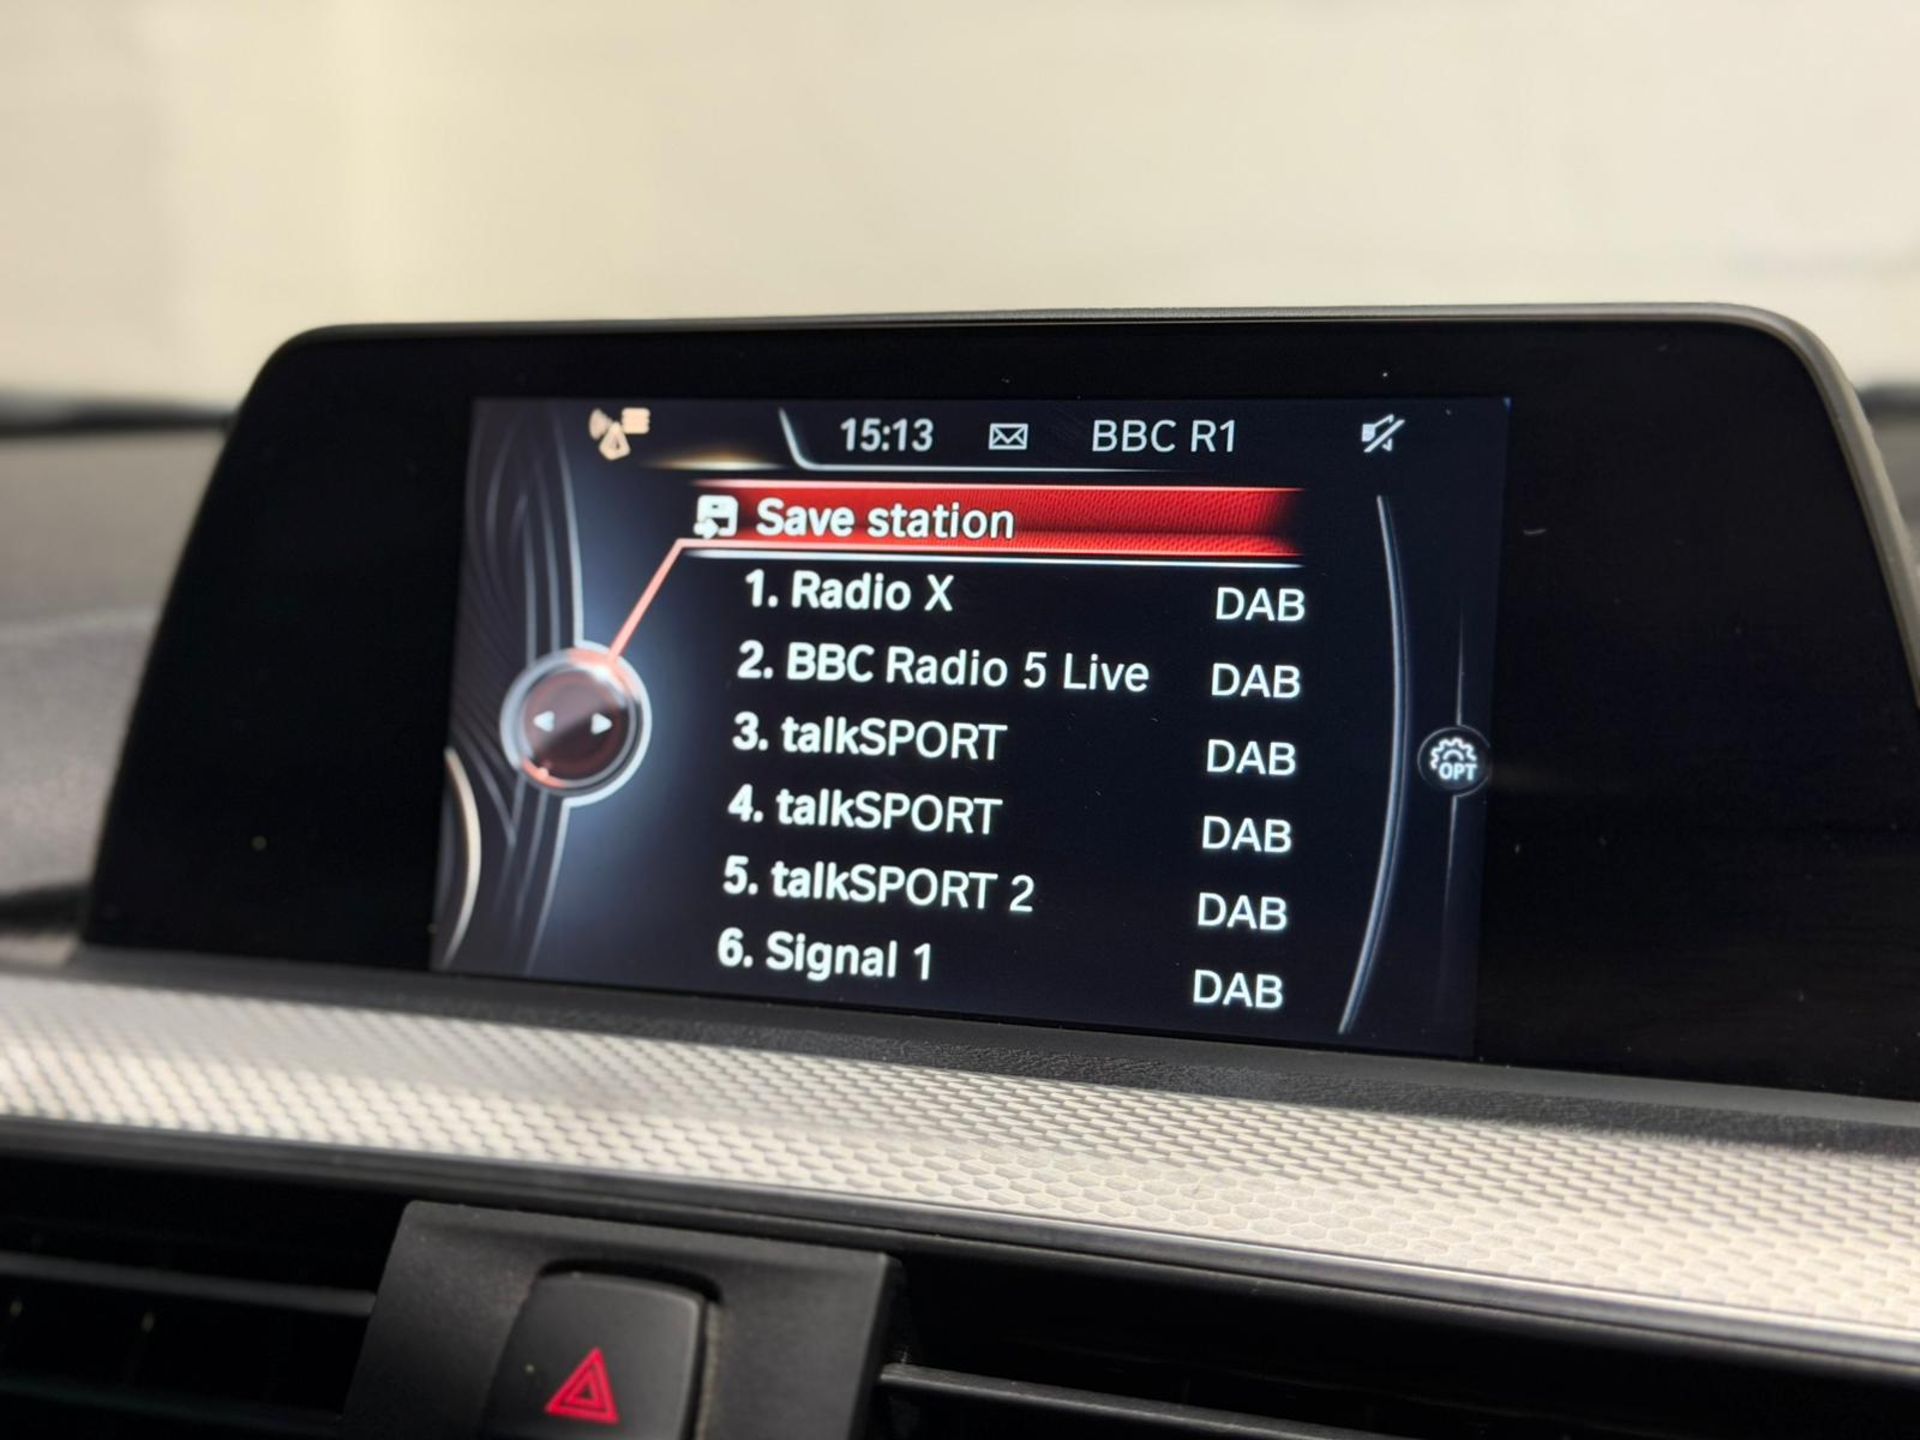 15:13 BBC R1
Save station
1. Radio X DAB
2. BBC Radio 5 Live DAB
3. talkSPORT DAB
4. talkSPORT DAB
5. talkSPORT 2 DAB
OPT
6. Signal 1 DAB